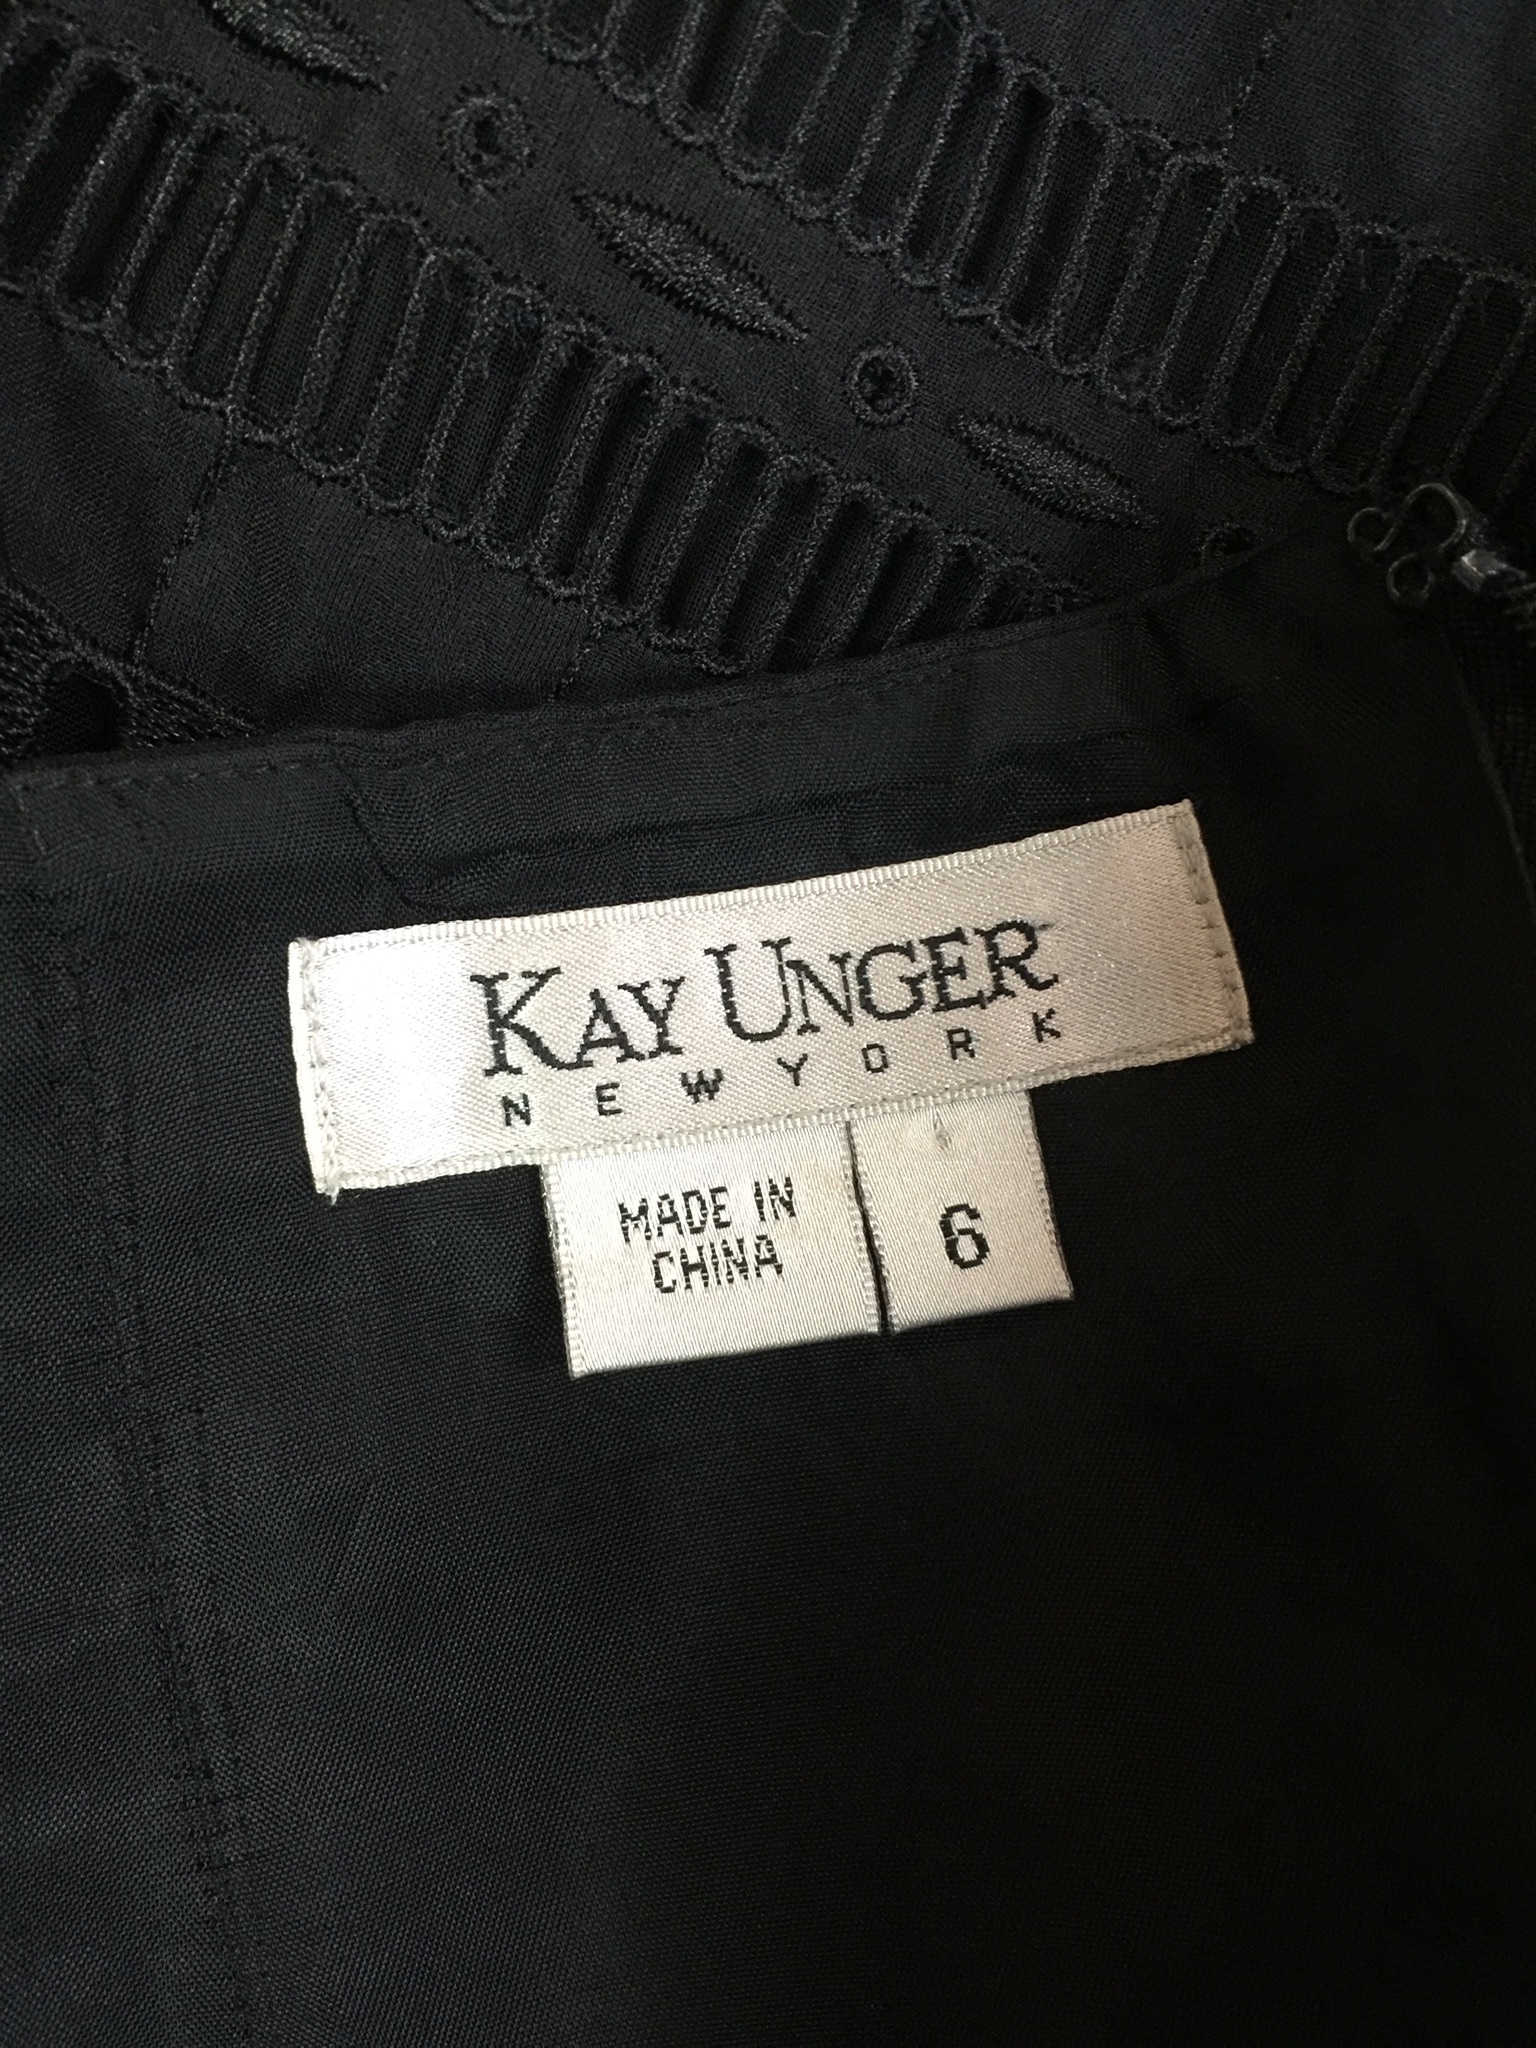 KAY UNGER
NEW YORK
MADE IN
CHINA
6